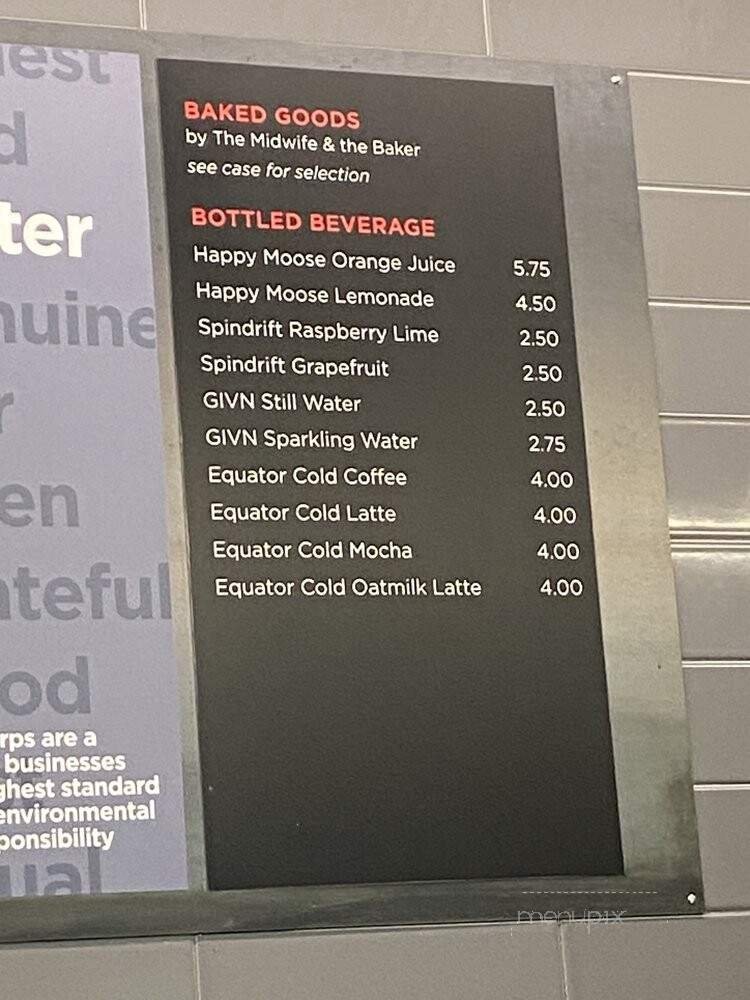 est
d
ter
nuine
r
en
teful
od
rps are a
businesses
ghest standard
environmental
ponsibility
ual
BAKED GOODS
by The Midwife & the Baker
see case for selection
BOTTLED BEVERAGE
Happy Moose Orange Juice 5.75
Happy Moose Lemonade 4.50
Spindrift Raspberry Lime 2.50
Spindrift Grapefruit 2.50
GIVN Still Water 2.50
GIVN Sparkling Water 2.75
Equator Cold Coffee 4.00
Equator Cold Latte 4.00
Equator Cold Mocha 4.00
Equator Cold Oatmilk Latte 4.00
menupix